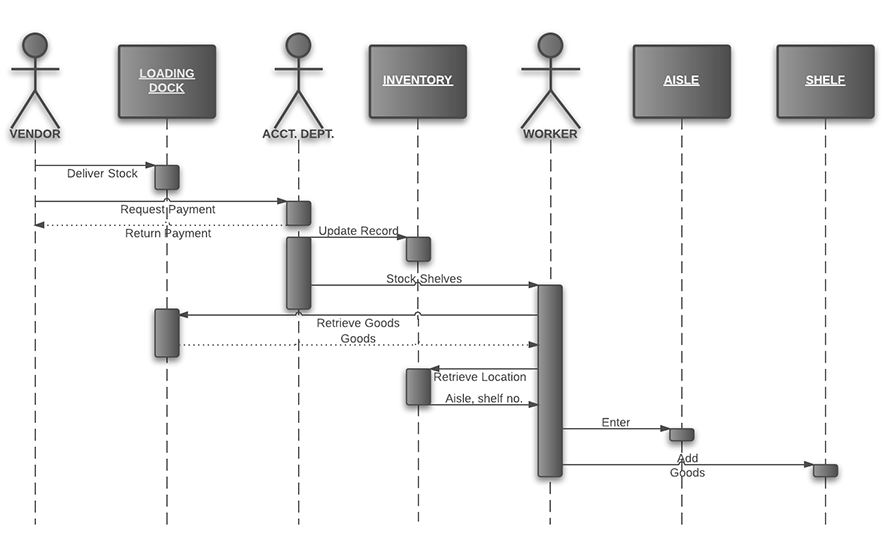 LOADING
DOCK
INVENTORY
AISLE
SHELF
VENDOR
ACCT. DEPT.
WORKER
Deliver Stock
Request Payment
Return Payment
Update Record
Stock Shelves
Retrieve Goods
Goods
Retrieve Location
Aisle, shelf no.
Enter
Add
Goods